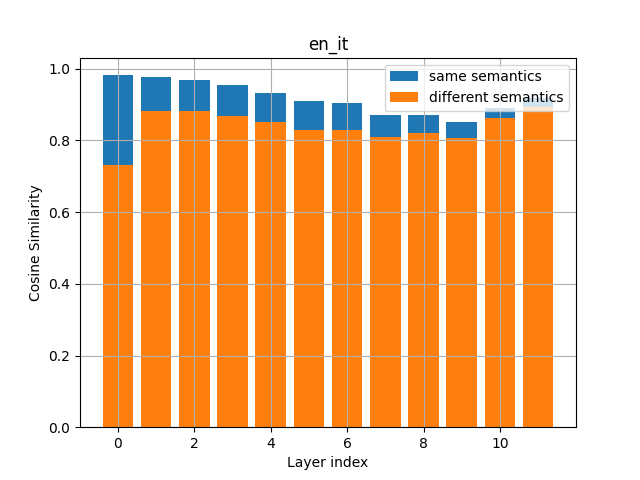 en_it
1.0
0.8
0.6
0.4
0.2
0.0
Cosine Similarity
same semantics
different semantics
0 2 4 6 8 10
Layer index